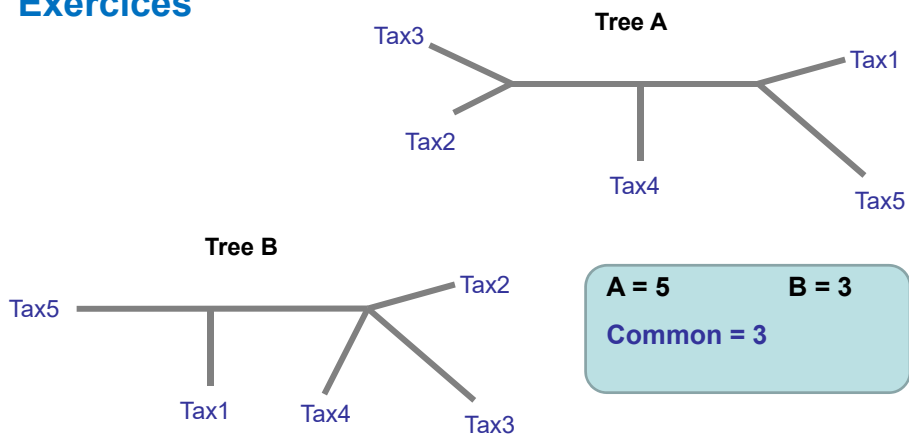 Exercices
Tree A
Tax3
Tax1
Tax2
Tax4
Tax5
Tree B
Tax2
Tax5
Tax1
Tax4
Tax3
A = 5 B = 3
Common = 3